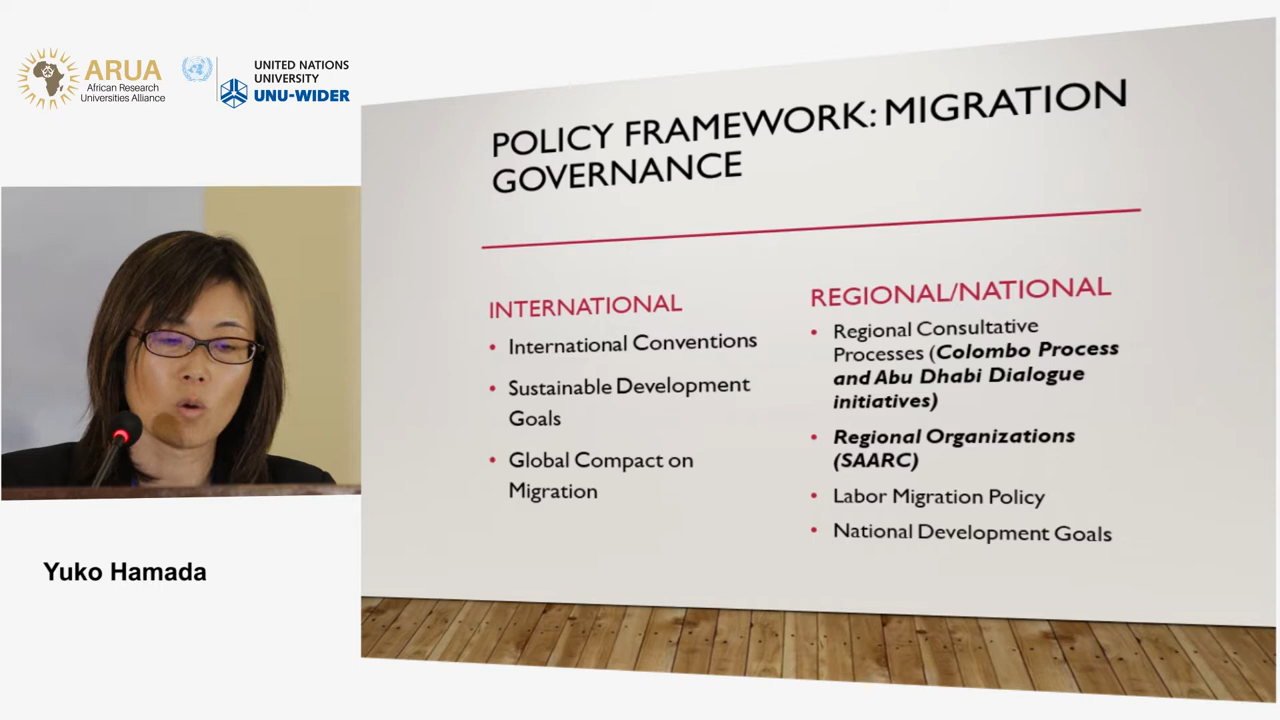 ARUA
African Research
Universities Alliance
UNITED NATIONS
UNIVERSITY
UNU-WIDER
Yuko Hamada
POLICY FRAMEWORK: MIGRATION
GOVERNANCE
INTERNATIONAL
• International Conventions
• Sustainable Development
Goals
• Global Compact on
Migration
REGIONAL/NATIONAL
• Regional Consultative
Processes (Colombo Process
and Abu Dhabi Dialogue
initiatives)
• Regional Organizations
(SAARC)
• Labor Migration Policy
• National Development Goals